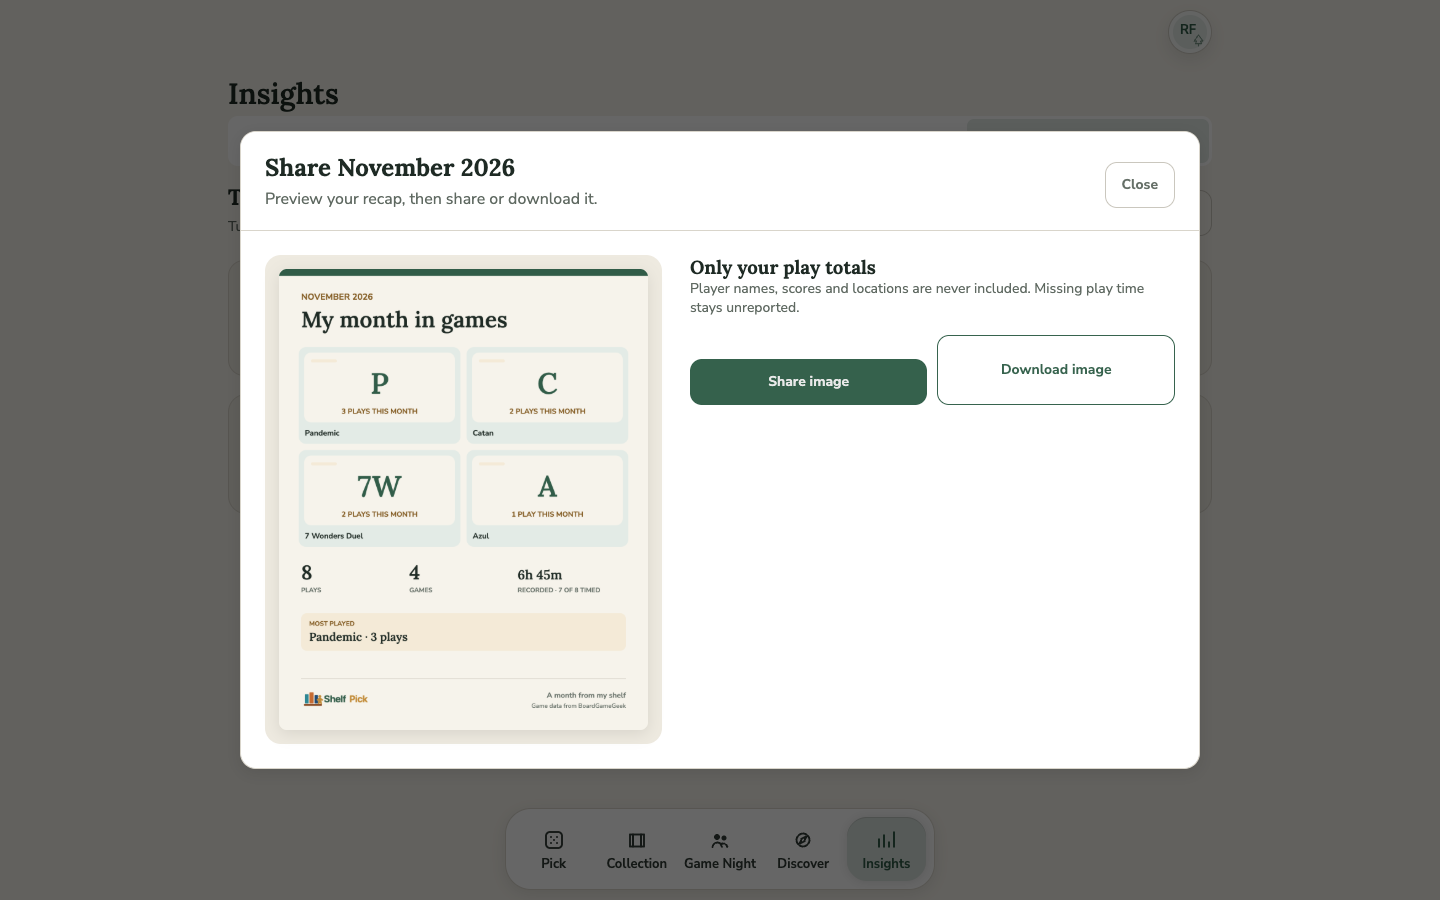 RF
Insights
Share November 2026
Preview your recap, then share or download it.
Close
T
Tu
NOVEMBER 2026
My month in games
P
3 PLAYS THIS MONTH
Pandemic
C
2 PLAYS THIS MONTH
Catan
7W
2 PLAYS THIS MONTH
7 Wonders Duel
A
1 PLAY THIS MONTH
Azul
8
PLAYS
4
GAMES
6h 45m
RECORDED · 7 OF 8 TIMED
MOST PLAYED
Pandemic · 3 plays
Shelf Pick
A month from my shelf
Game data from BoardGameGeek
Only your play totals
Player names, scores and locations are never included. Missing play time
stays unreported.
Share image
Download image
Pick
Collection
Game Night
Discover
Insights